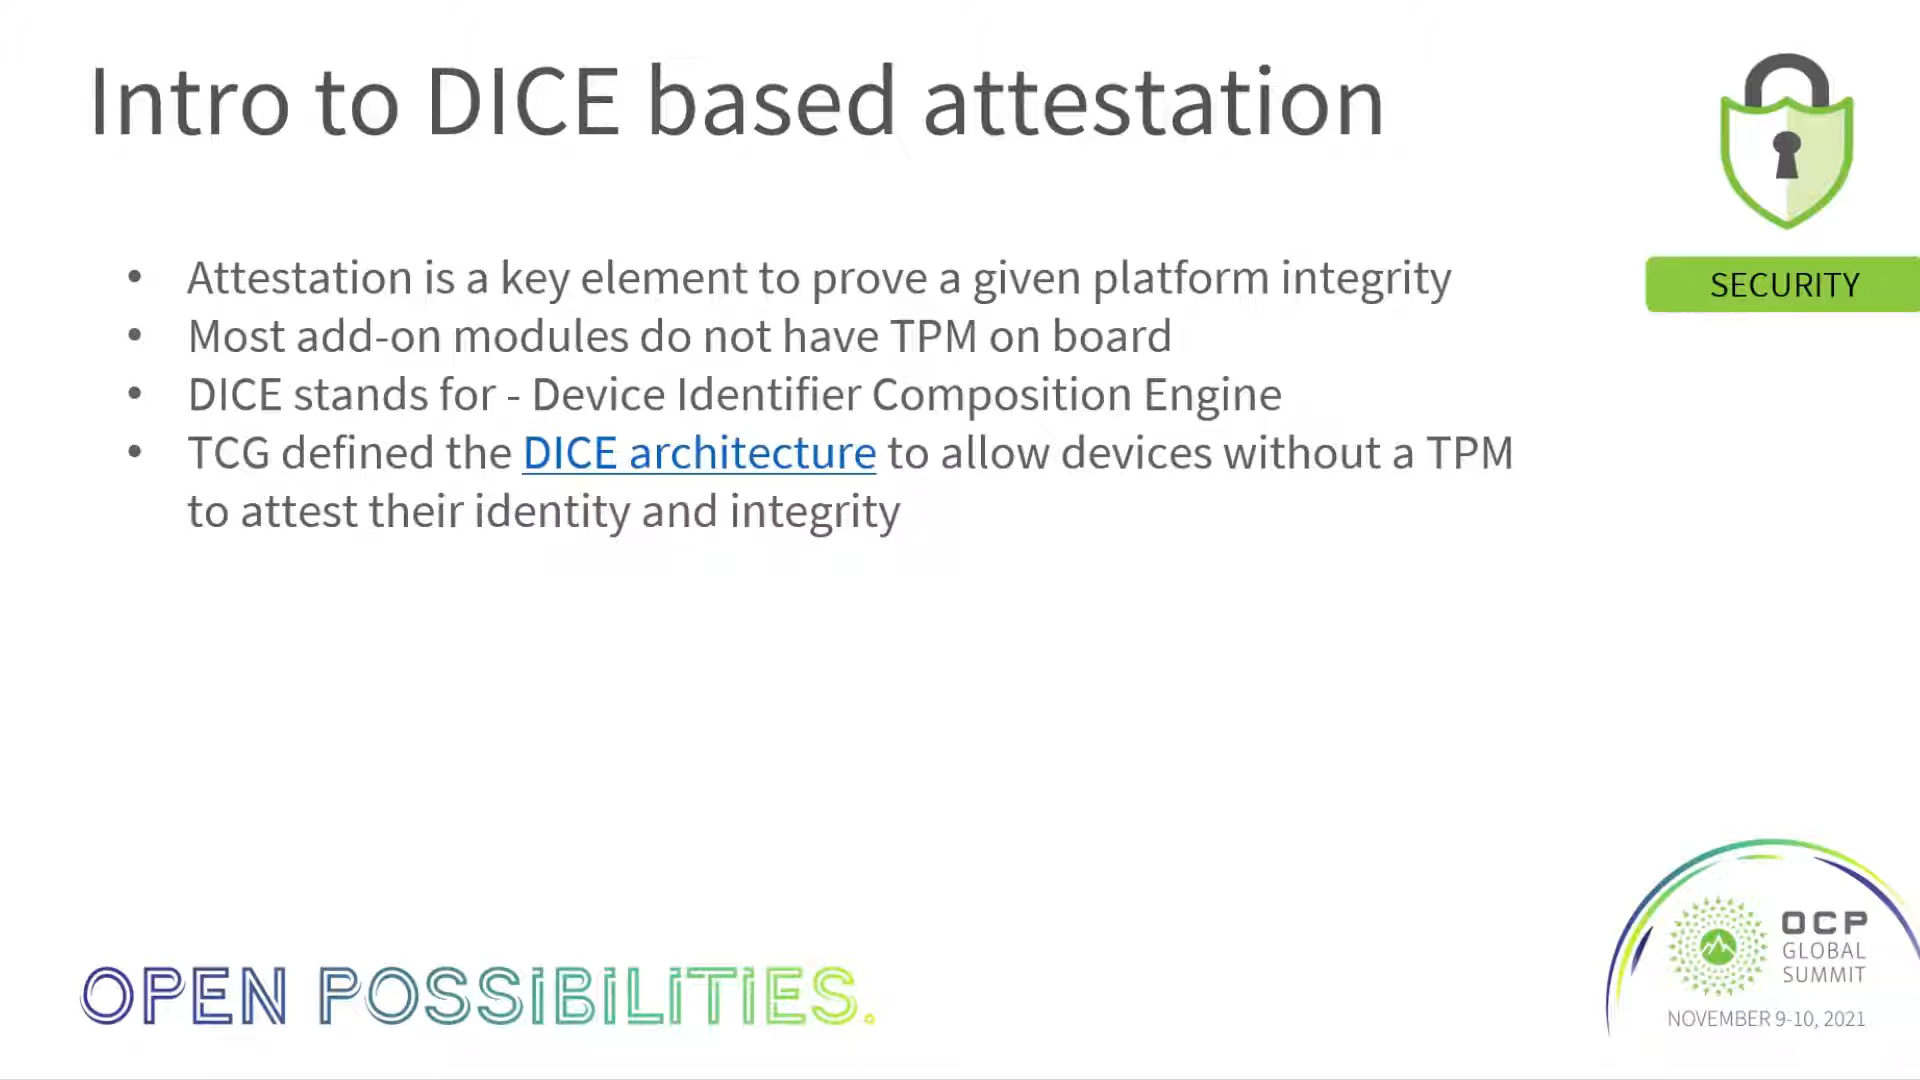 Intro to DICE based attestation
SECURITY
• Attestation is a key element to prove a given platform integrity
• Most add-on modules do not have TPM on board
• DICE stands for - Device Identifier Composition Engine
• TCG defined the DICE architecture to allow devices without a TPM
to attest their identity and integrity
OPEN POSSIBILITIES.
OCP
GLOBAL
SUMMIT
NOVEMBER 9-10, 2021